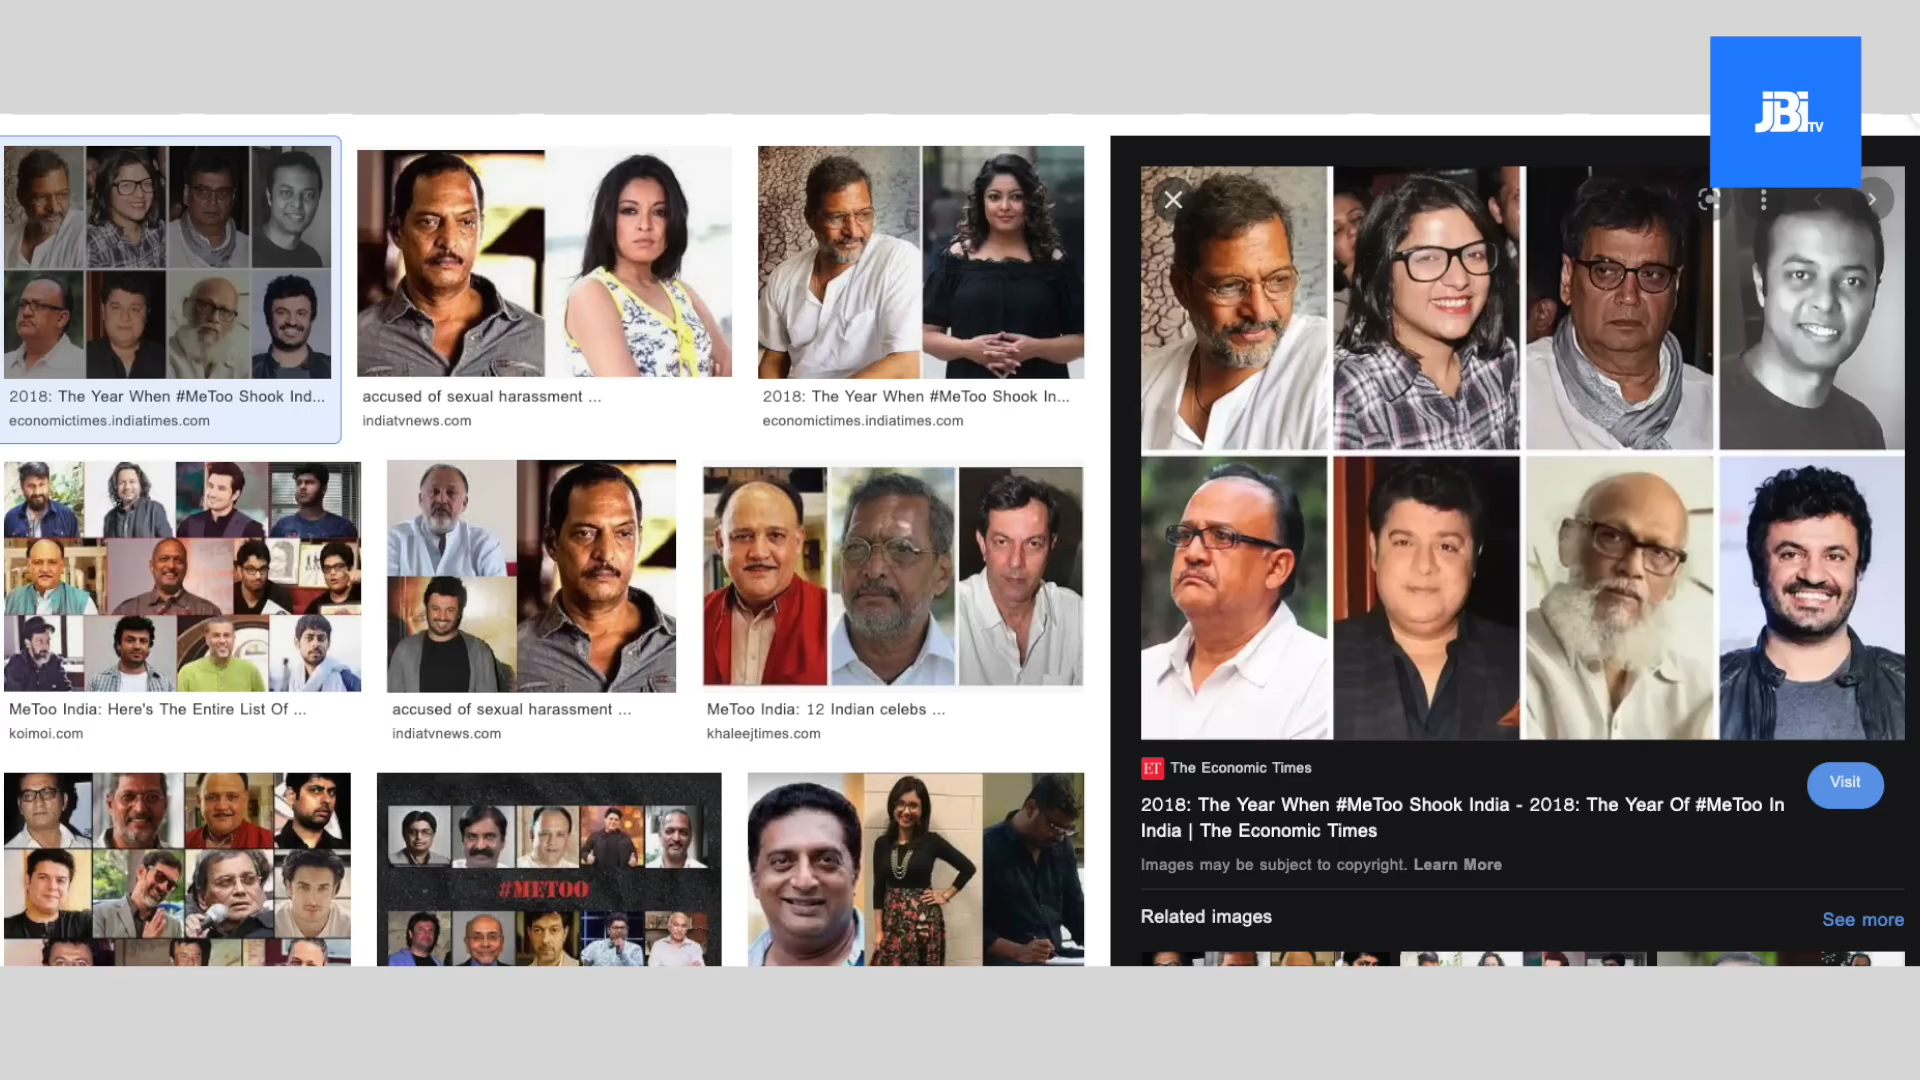 JBi TV
2018: The Year When #MeToo Shook Ind...
economictimes.indiatimes.com
accused of sexual harassment ...
indiatvnews.com
2018: The Year When #MeToo Shook In...
economictimes.indiatimes.com
MeToo India: Here's The Entire List Of ...
koimoi.com
accused of sexual harassment ...
indiatvnews.com
MeToo India: 12 Indian celebs ...
khaleejtimes.com
#METOO
ET The Economic Times
Visit
2018: The Year When #MeToo Shook India - 2018: The Year Of #MeToo In
India | The Economic Times
Images may be subject to copyright. Learn More
Related images
See more